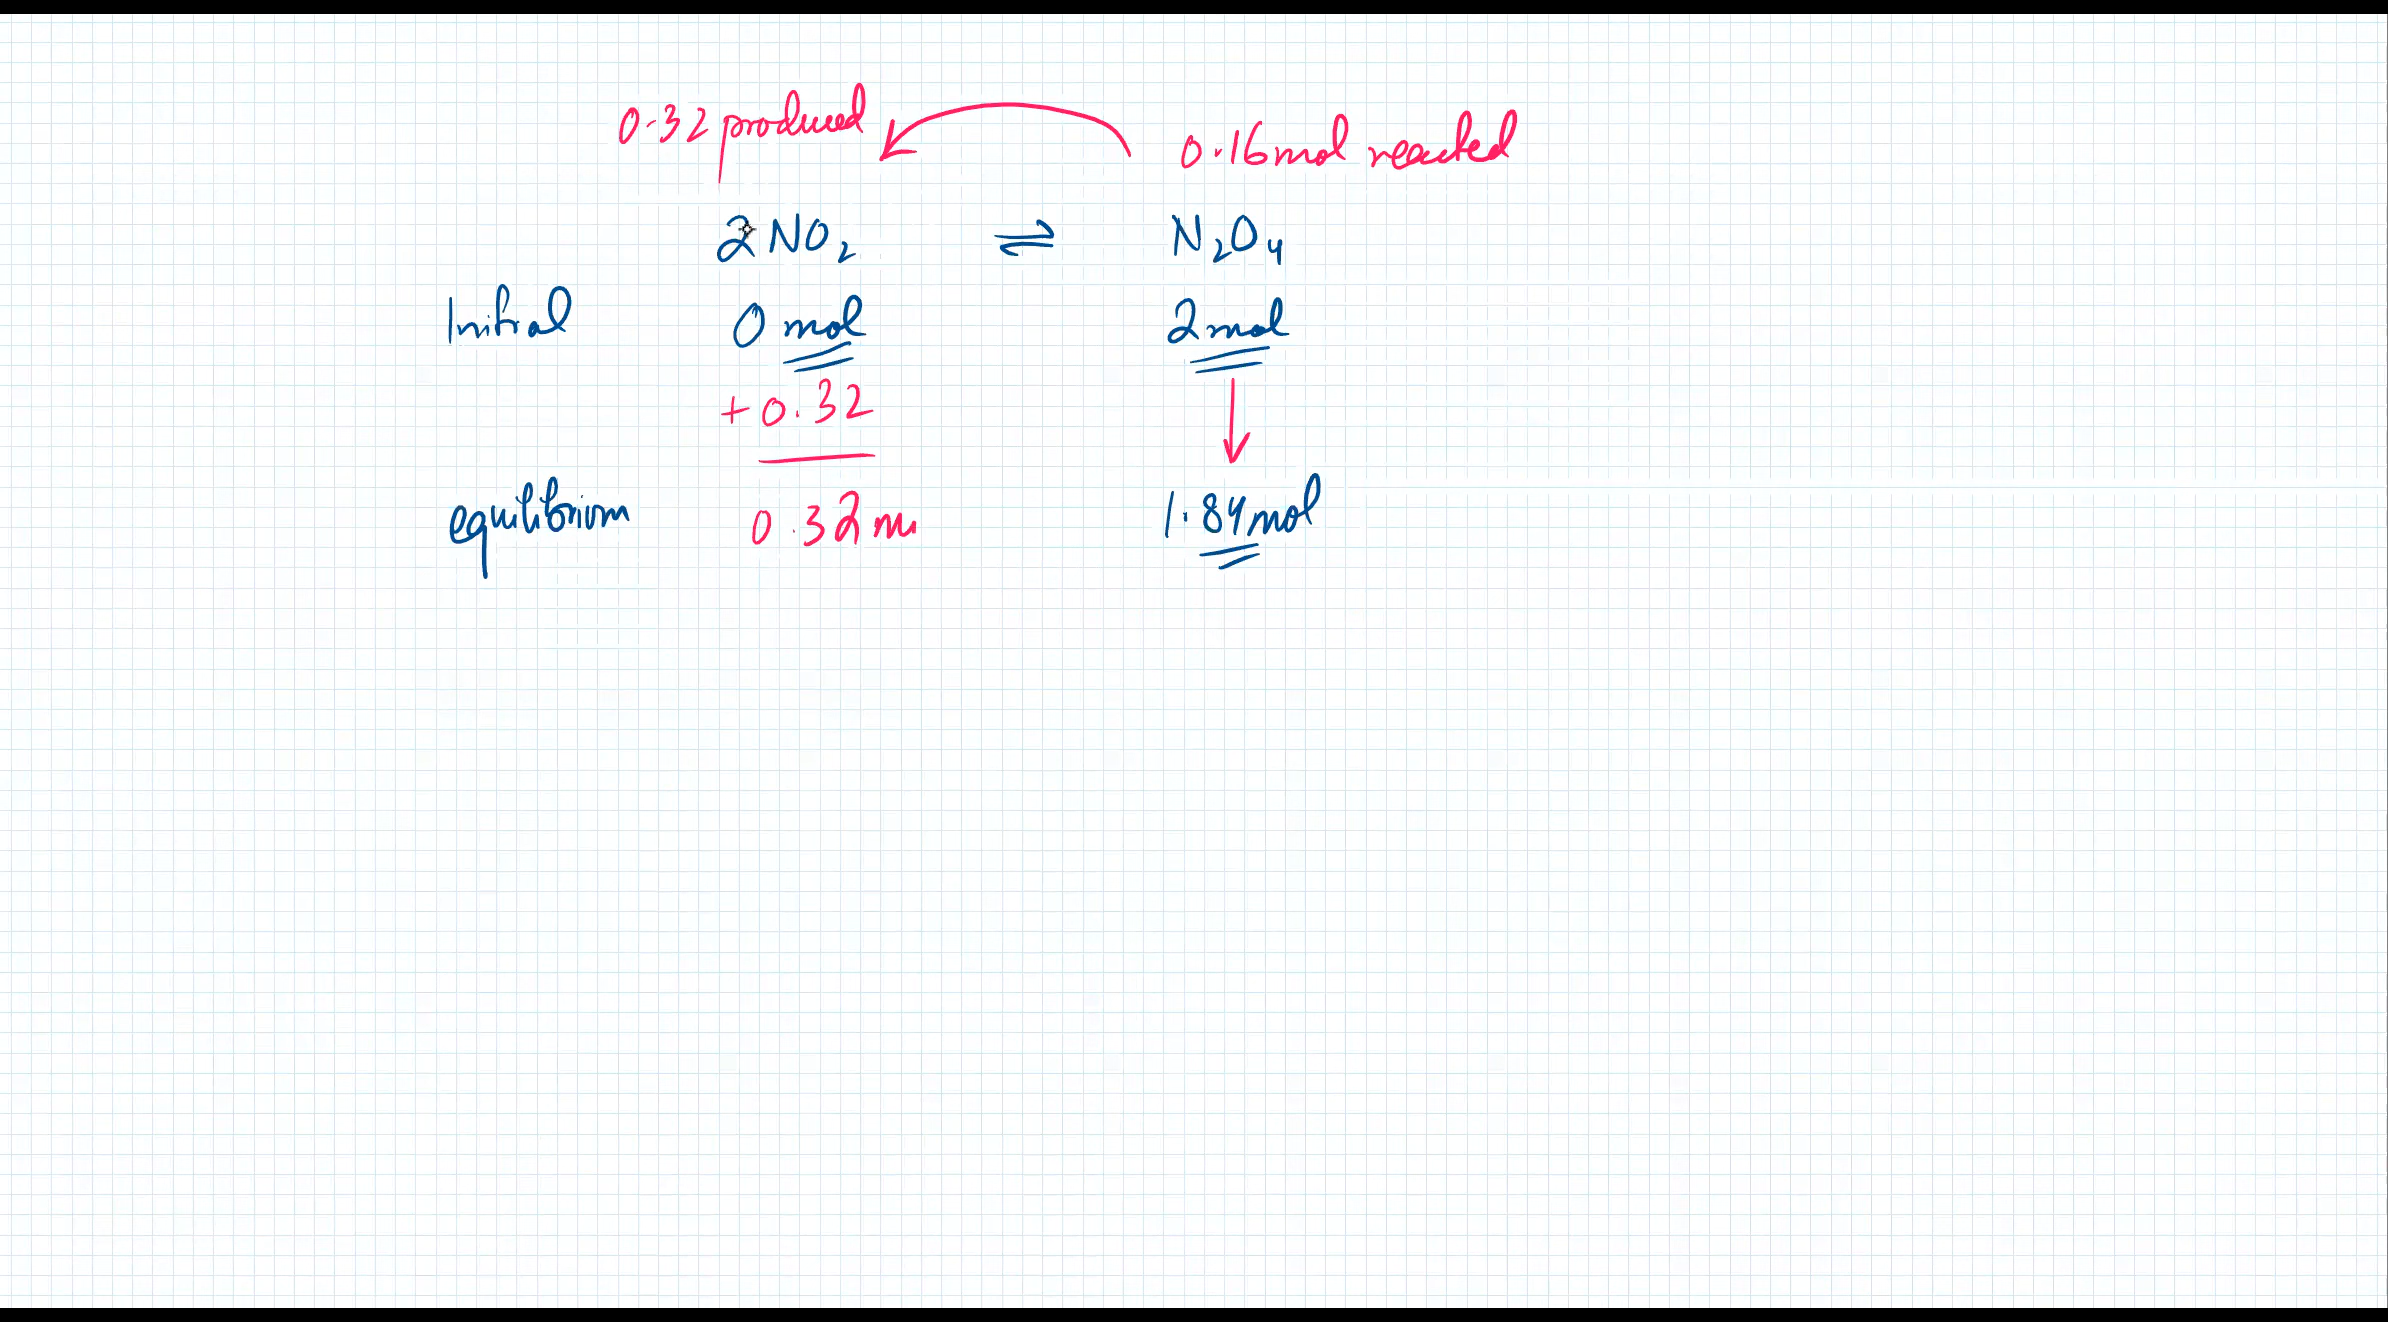 0.32 produced 0.16 mol reacted
2NO₂ ⇌ N₂O₄
Initial 0 mol 2 mol
+0.32
equilibrium 0.32 m 1.84 mol